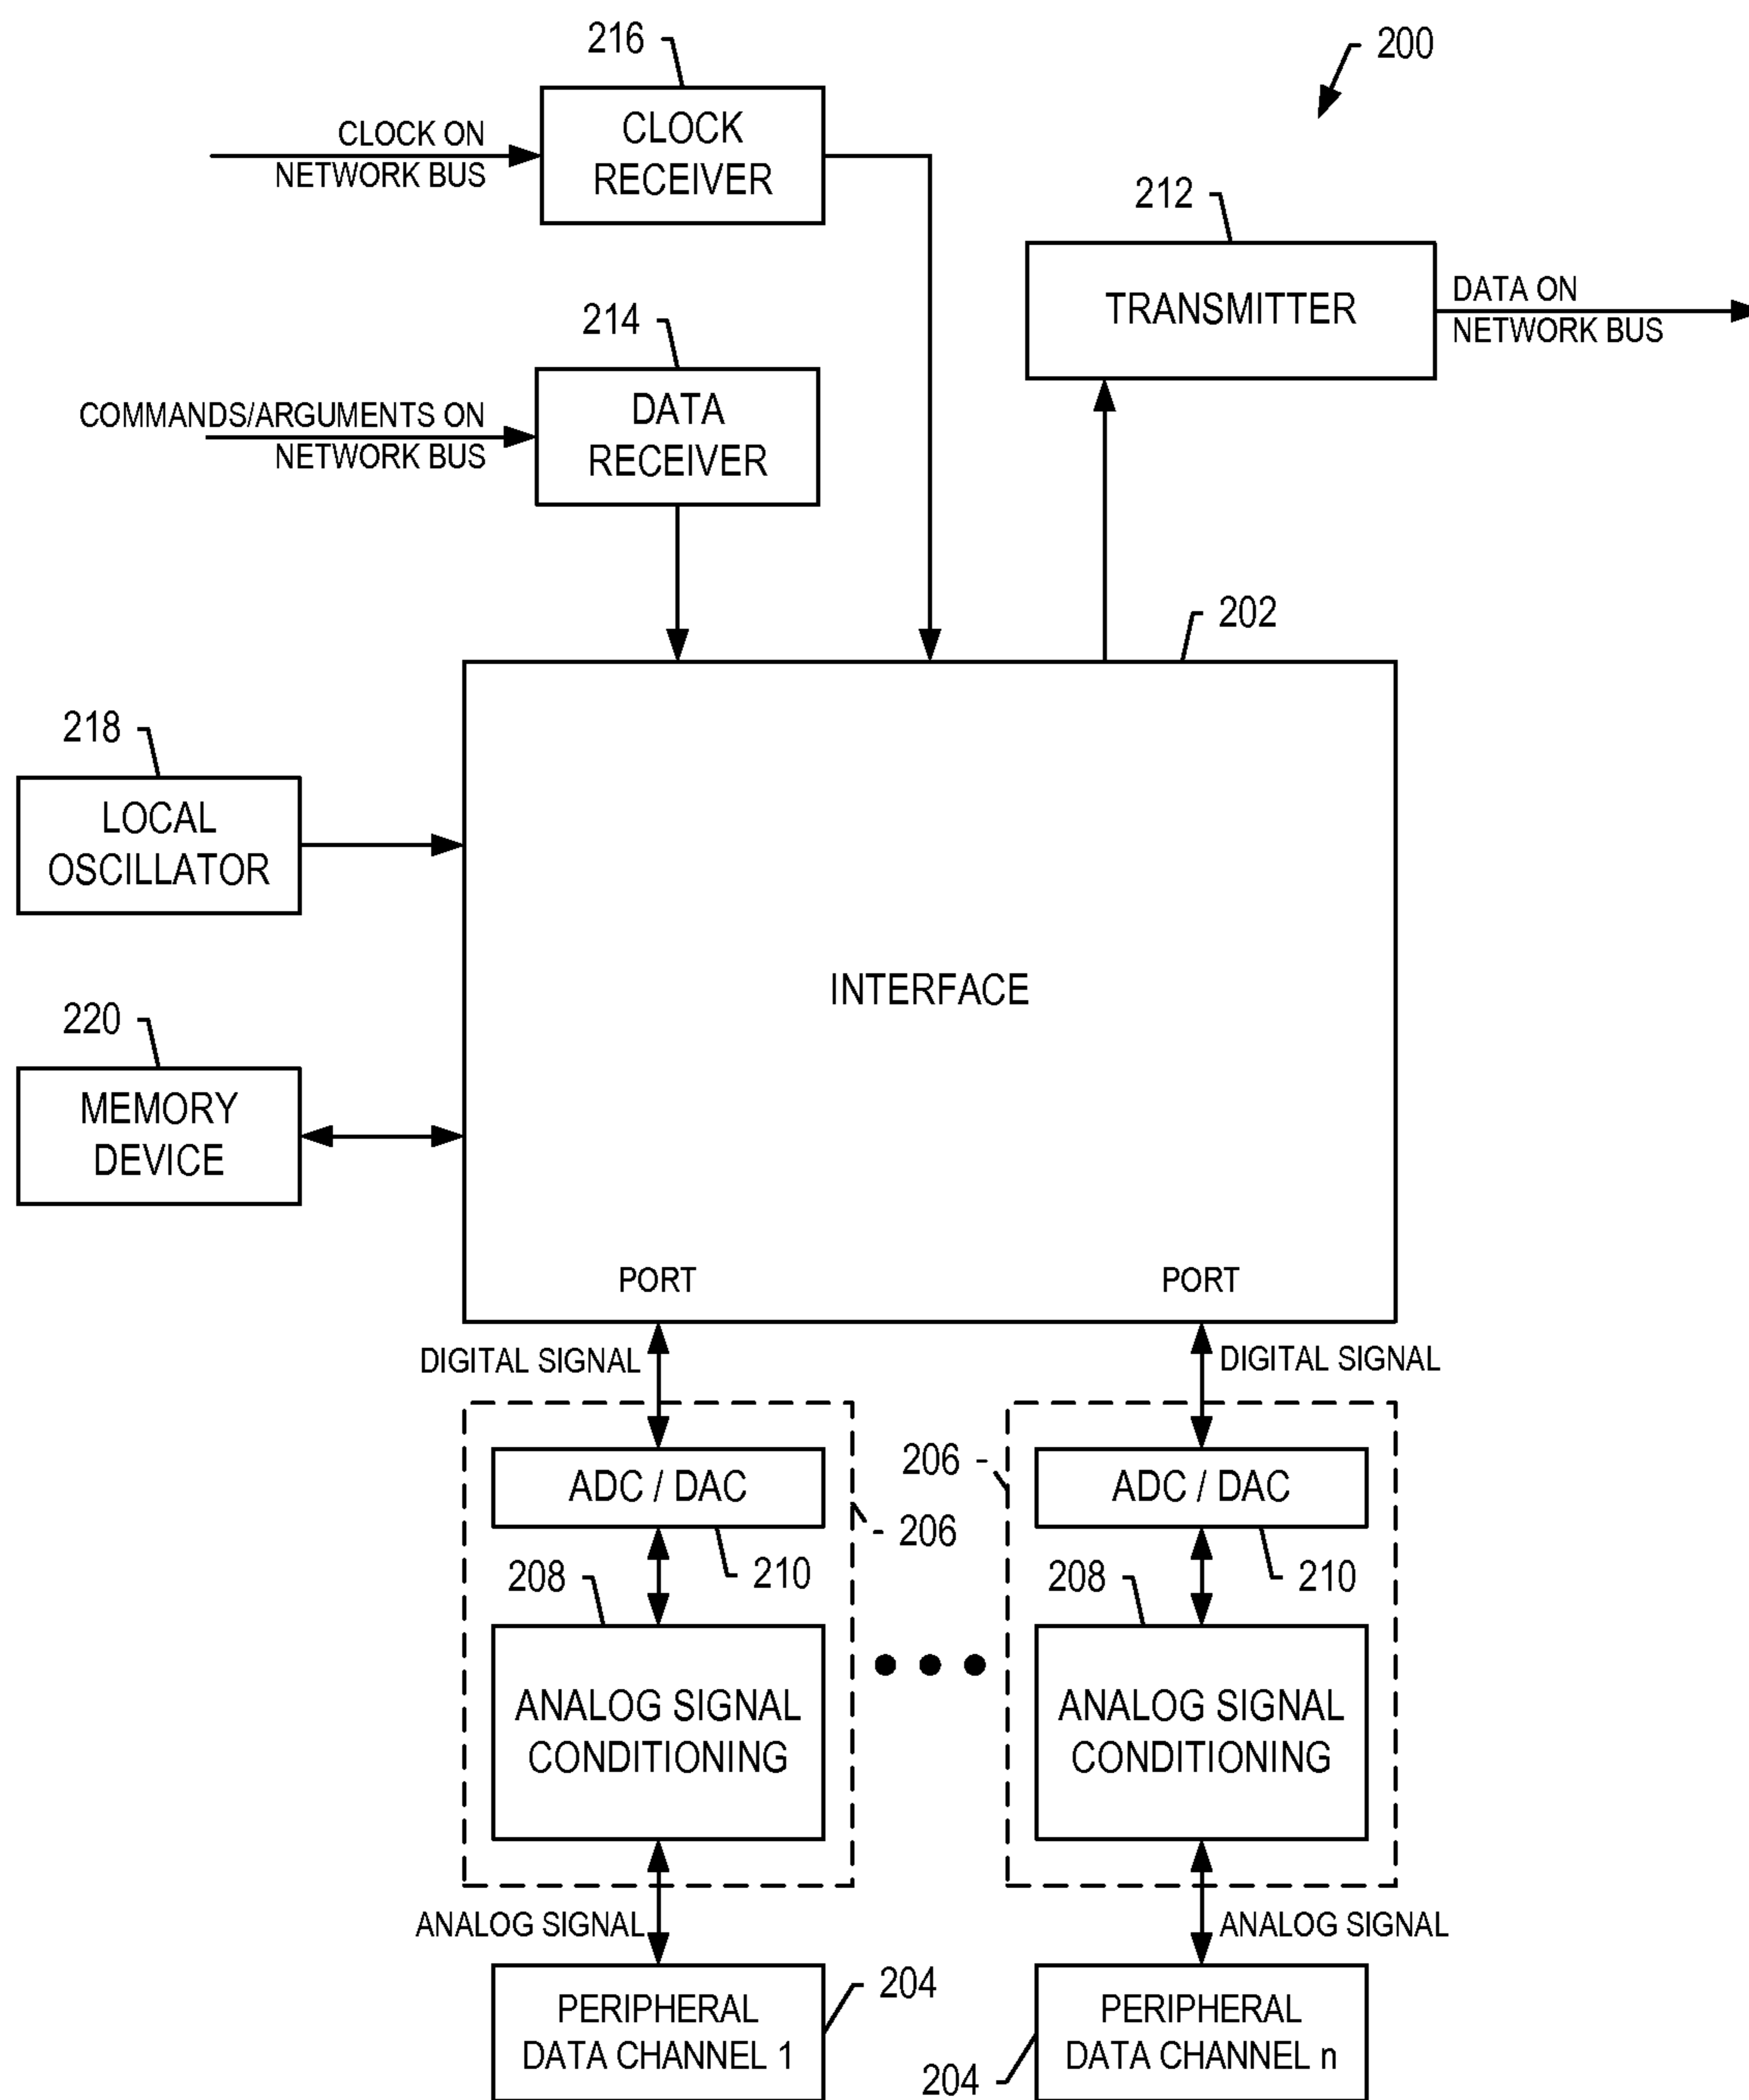 216
200
CLOCK ON
NETWORK BUS
CLOCK
RECEIVER
212
TRANSMITTER
DATA ON
NETWORK BUS
214
COMMANDS/ARGUMENTS ON
NETWORK BUS
DATA
RECEIVER
202
218
LOCAL
OSCILLATOR
INTERFACE
220
MEMORY
DEVICE
PORT
PORT
DIGITAL SIGNAL
DIGITAL SIGNAL
ADC / DAC
206
206
ADC / DAC
208
210
208
210
ANALOG SIGNAL
CONDITIONING
ANALOG SIGNAL
CONDITIONING
ANALOG SIGNAL
ANALOG SIGNAL
PERIPHERAL
DATA CHANNEL 1
204
204
PERIPHERAL
DATA CHANNEL n